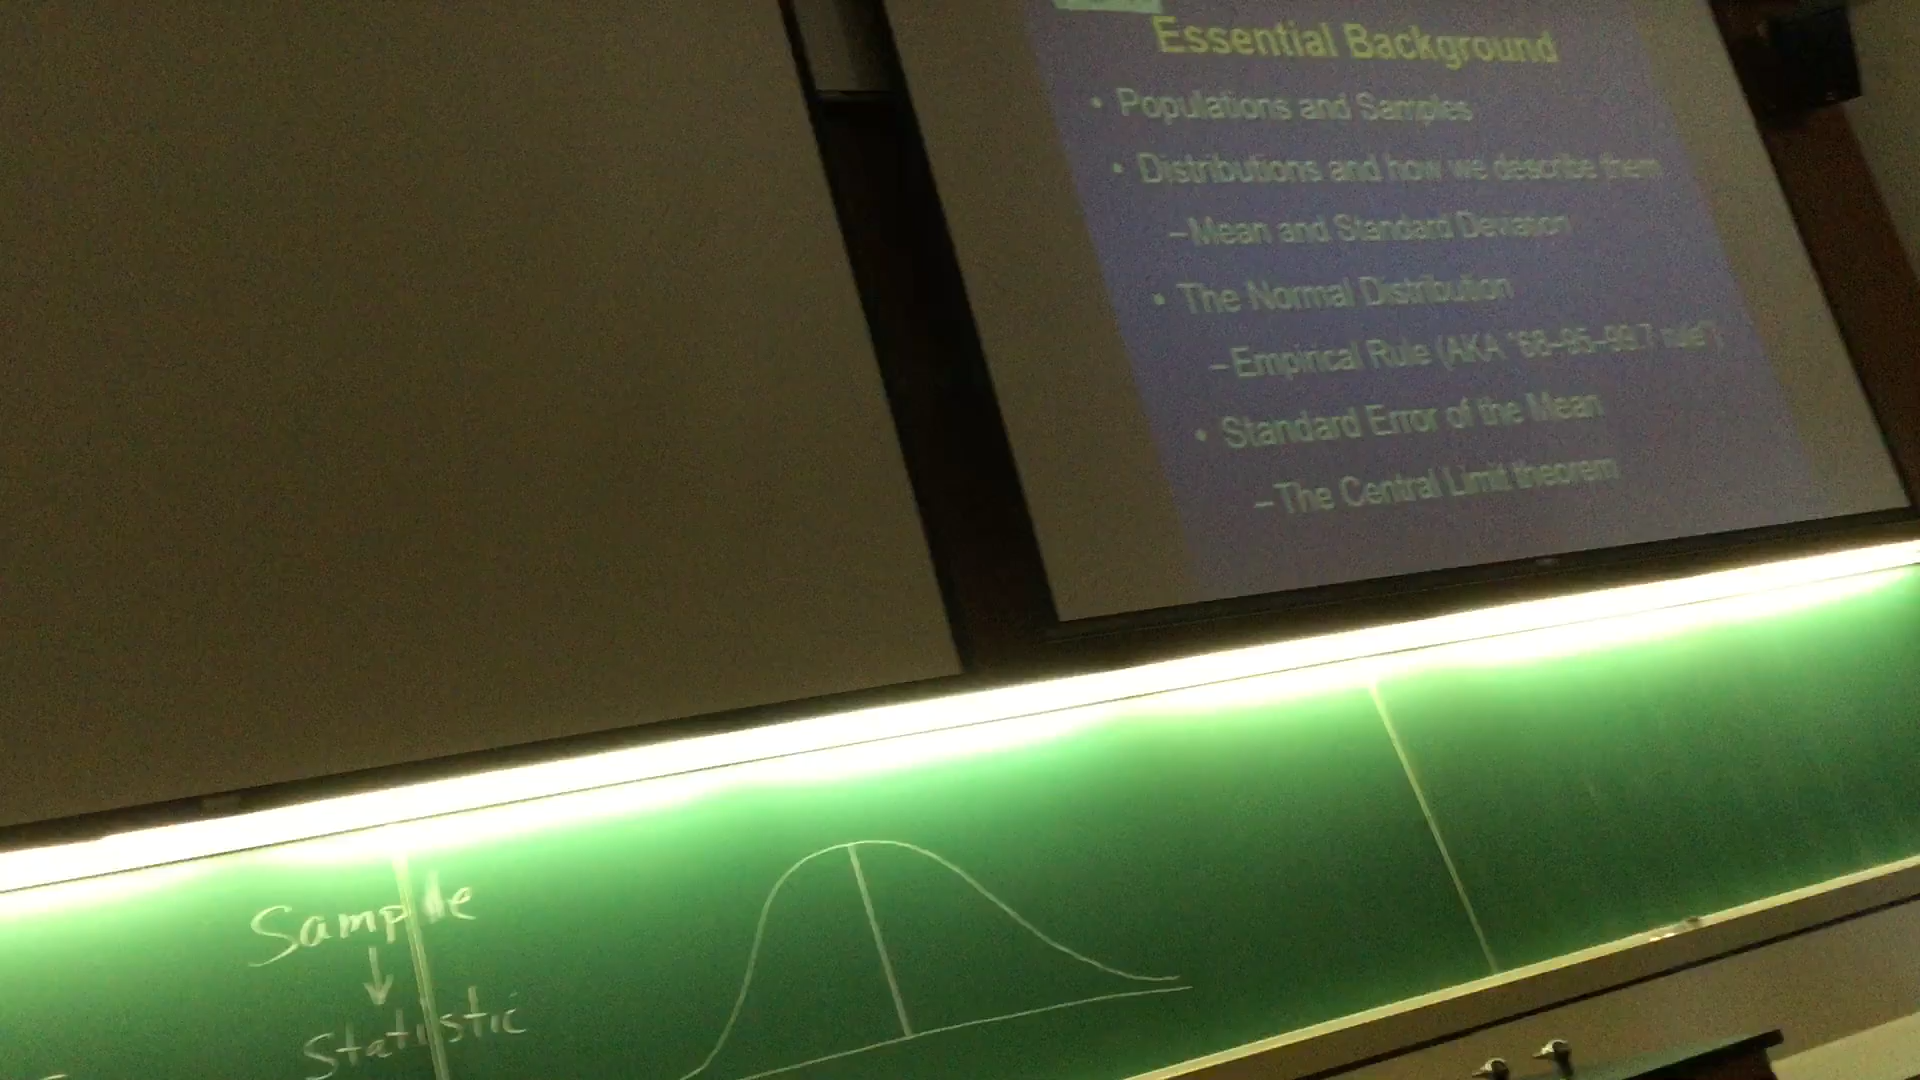 Essential Background
• Populations and Samples
• Distributions and how we describe them
–Mean and Standard Deviation
• The Normal Distribution
–Empirical Rule (AKA "68–95–99.7 rule")
• Standard Error of the Mean
–The Central Limit theorem
Sample
↓
Statistic